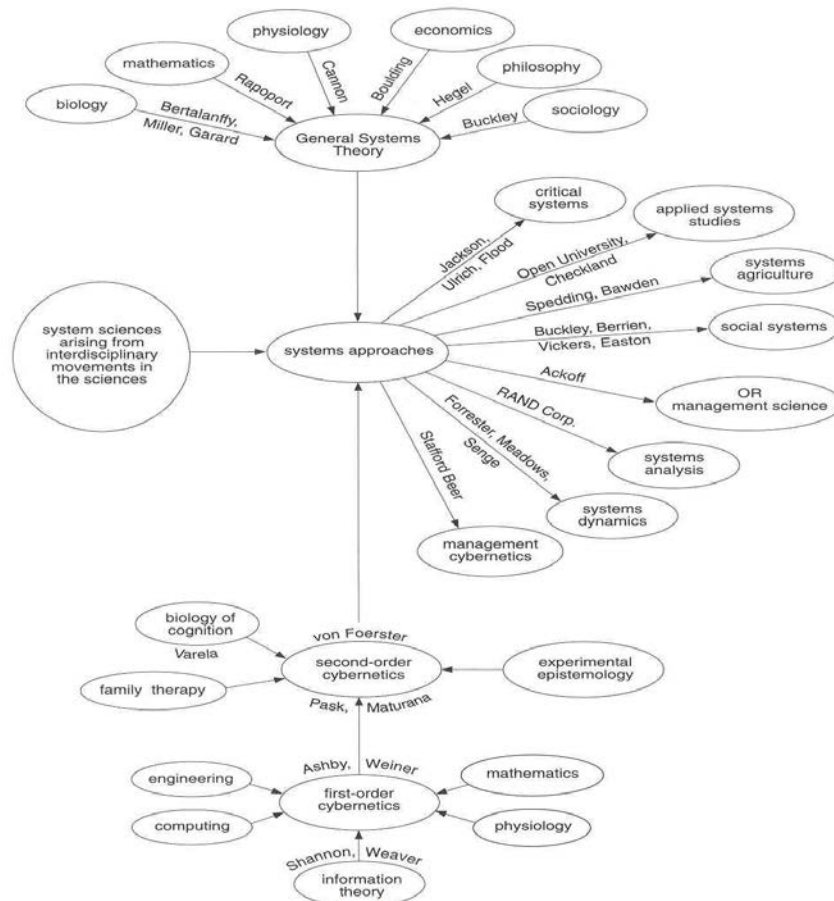 physiology
economics
mathematics
philosophy
biology
sociology
Rapoport
Cannon
Boulding
Hegel
Bertalanffy,
Miller, Garard
Buckley
General Systems
Theory
critical
systems
applied systems
studies
Jackson,
Ulrich, Flood
Open University,
Checkland
systems
agriculture
Spedding, Bawden
system sciences
arising from
interdisciplinary
movements in
the sciences
systems approaches
Buckley, Berrien,
Vickers, Easton
social systems
Ackoff
OR
management science
RAND Corp.
systems
analysis
Forrester, Meadows,
Senge
systems
dynamics
Stafford Beer
management
cybernetics
biology of
cognition
Varela
von Foerster
second-order
cybernetics
experimental
epistemology
family therapy
Pask, Maturana
Ashby, Weiner
engineering
mathematics
first-order
cybernetics
computing
physiology
Shannon, Weaver
information
theory